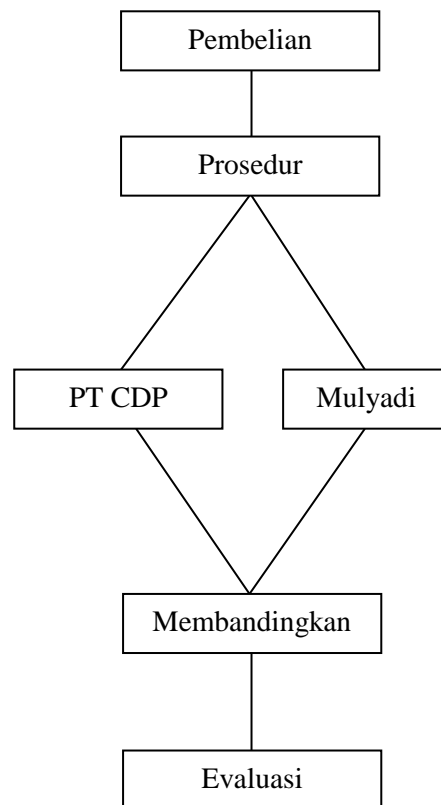 Pembelian
Prosedur
PT CDP
Mulyadi
Membandingkan
Evaluasi